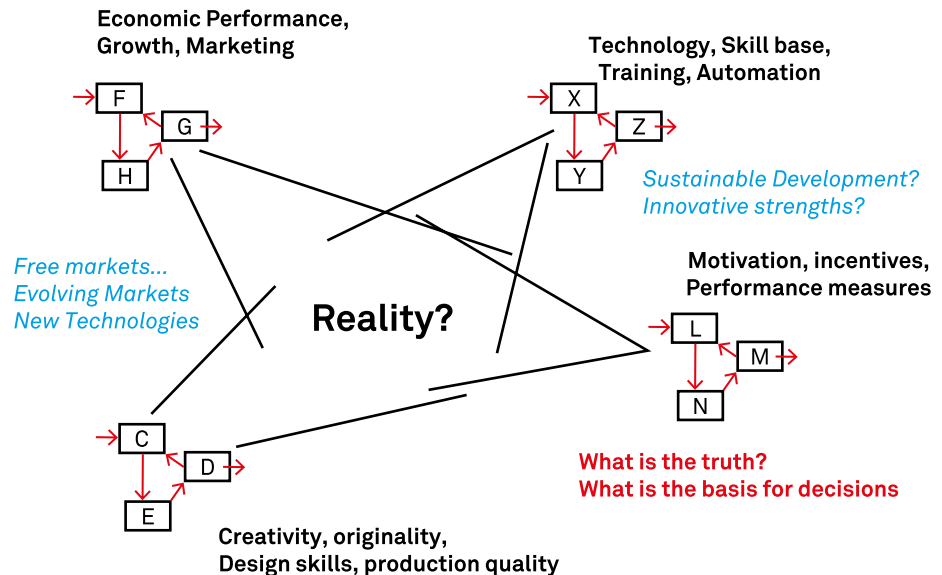 Economic Performance,
Growth, Marketing
F
G
H
Technology, Skill base,
Training, Automation
X
Z
Y
Sustainable Development?
Innovative strengths?
Free markets...
Evolving Markets
New Technologies
Reality?
Motivation, incentives,
Performance measures
L
M
N
C
D
E
What is the truth?
What is the basis for decisions
Creativity, originality,
Design skills, production quality